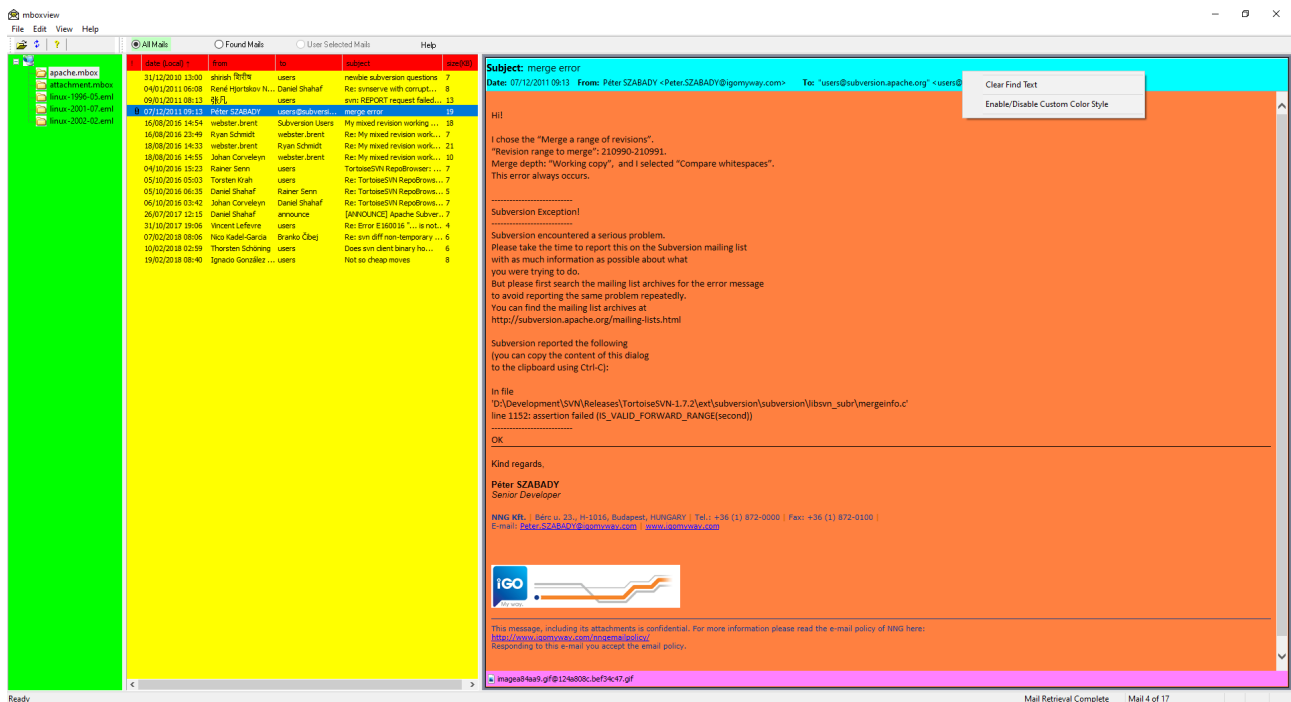 mboxview
File Edit View Help
All Mails Found Mails User Selected Mails Help
apache.mbox
attachment.mbox
linux-1996-05.eml
linux-2001-07.eml
linux-2002-02.eml
! date (Local) from to subject size(KB)
31/12/2010 13:00 shirish शिरीष users newbie subversion questions 7
04/01/2011 06:08 René Hjortskov N... Daniel Shahaf Re: svnserve with corrupt... 8
09/01/2011 08:13 张凡 users svn: REPORT request failed... 13
07/12/2011 09:13 Péter SZABADY users@subversi... merge error 19
16/08/2016 14:54 webster.brent Subversion Users My mixed revision working ... 18
16/08/2016 23:49 Ryan Schmidt webster.brent Re: My mixed revision work... 7
18/08/2016 14:33 webster.brent Ryan Schmidt Re: My mixed revision work... 21
18/08/2016 14:55 Johan Corveleyn webster.brent Re: My mixed revision work... 10
04/10/2016 15:23 Rainer Senn users TortoiseSVN RepoBrowser: ... 7
05/10/2016 05:03 Torsten Krah users Re: TortoiseSVN RepoBrows... 7
05/10/2016 06:35 Daniel Shahaf Rainer Senn Re: TortoiseSVN RepoBrows... 5
06/10/2016 03:42 Johan Corveleyn Daniel Shahaf Re: TortoiseSVN RepoBrows... 7
26/07/2017 12:15 Daniel Shahaf announce [ANNOUNCE] Apache Subver... 7
31/10/2017 19:06 Vincent Lefevre users Re: Error E160016 "... is not... 4
07/02/2018 08:06 Nico Kadel-Garcia Branko Čibej Re: svn diff non-temporary ... 6
10/02/2018 02:59 Thorsten Schöning users Does svn client binary ho... 6
19/02/2018 08:40 Ignacio González ... users Not so cheap moves 8
Subject: merge error
Date: 07/12/2011 09:13 From: Péter SZABADY <Peter.SZABADY@igomyway.com> To: "users@subversion.apache.org" <users@
Clear Find Text
Enable/Disable Custom Color Style
Hi!
I chose the “Merge a range of revisions”.
“Revision range to merge”: 210990-210991.
Merge depth: “Working copy”, and I selected “Compare whitespaces”.
This error always occurs.
---------------------------
Subversion Exception!
---------------------------
Subversion encountered a serious problem.
Please take the time to report this on the Subversion mailing list
with as much information as possible about what
you were trying to do.
But please first search the mailing list archives for the error message
to avoid reporting the same problem repeatedly.
You can find the mailing list archives at
http://subversion.apache.org/mailing-lists.html
Subversion reported the following
(you can copy the content of this dialog
to the clipboard using Ctrl-C):
In file
'D:\Development\SVN\Releases\TortoiseSVN-1.7.2\ext\subversion\subversion\libsvn_subr\mergeinfo.c'
line 1152: assertion failed (IS_VALID_FORWARD_RANGE(second))
---------------------------
OK
Kind regards,
Péter SZABADY
Senior Developer
NNG Kft. | Bérc u. 23., H-1016, Budapest, HUNGARY | Tel.: +36 (1) 872-0000 | Fax: +36 (1) 872-0100 |
E-mail: Peter.SZABADY@igomyway.com | www.igomyway.com
iGO
My way.
This message, including its attachments is confidential. For more information please read the e-mail policy of NNG here:
http://www.igomyway.com/nngemailpolicy/
Responding to this e-mail you accept the email policy.
imagea84aa9.gif@124a808c.bef34c47.gif
Ready Mail Retrieval Complete Mail 4 of 17